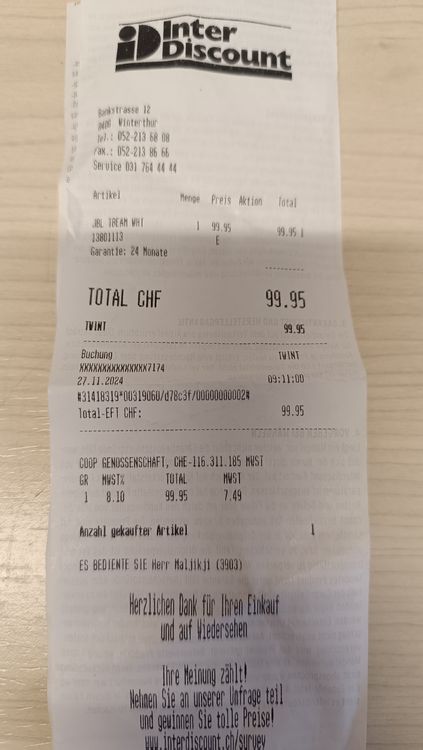 iD Inter
Discount
Bankstrasse 12
Winterthur
Tel.: 052-213 68 08
Fax.: 052-213 86 66
Service 031 764 44 44
Artikel Menge Preis Aktion Total
JBL TBEAM WHT 1 99.95 99.95 1
13801113 E
Garantie: 24 Monate
TOTAL CHF 99.95
TWINT 99.95
Buchung TWINT
XXXXXXXXXXXXXXX7174
27.11.2024 09:11:00
#31418319*00319060/d78c3f/00000000002#
Total-EFT CHF: 99.95
COOP GENOSSENSCHAFT, CHE-116.311.185 MWST
GR MWST% TOTAL MWST
1 8.10 99.95 7.49
Anzahl gekaufter Artikel 1
ES BEDIENTE SIE Herr Maljikji (3903)
Herzlichen Dank für Ihren Einkauf
und auf Wiedersehen
Ihre Meinung zählt!
Nehmen Sie an unserer Umfrage teil
und gewinnen Sie tolle Preise!
www.interdiscount.ch/survey